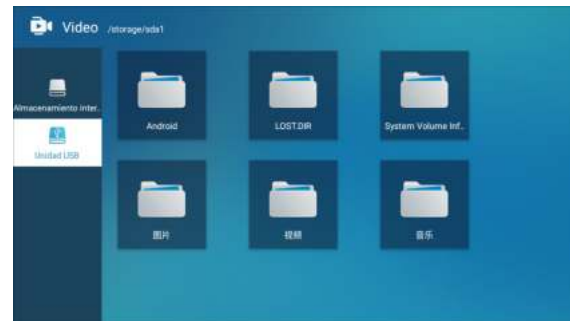 Video /storage/sda1
Almacenamiento Inter..
Unidad USB
Android
LOST.DIR
System Volume Inf..
图片
视频
音乐